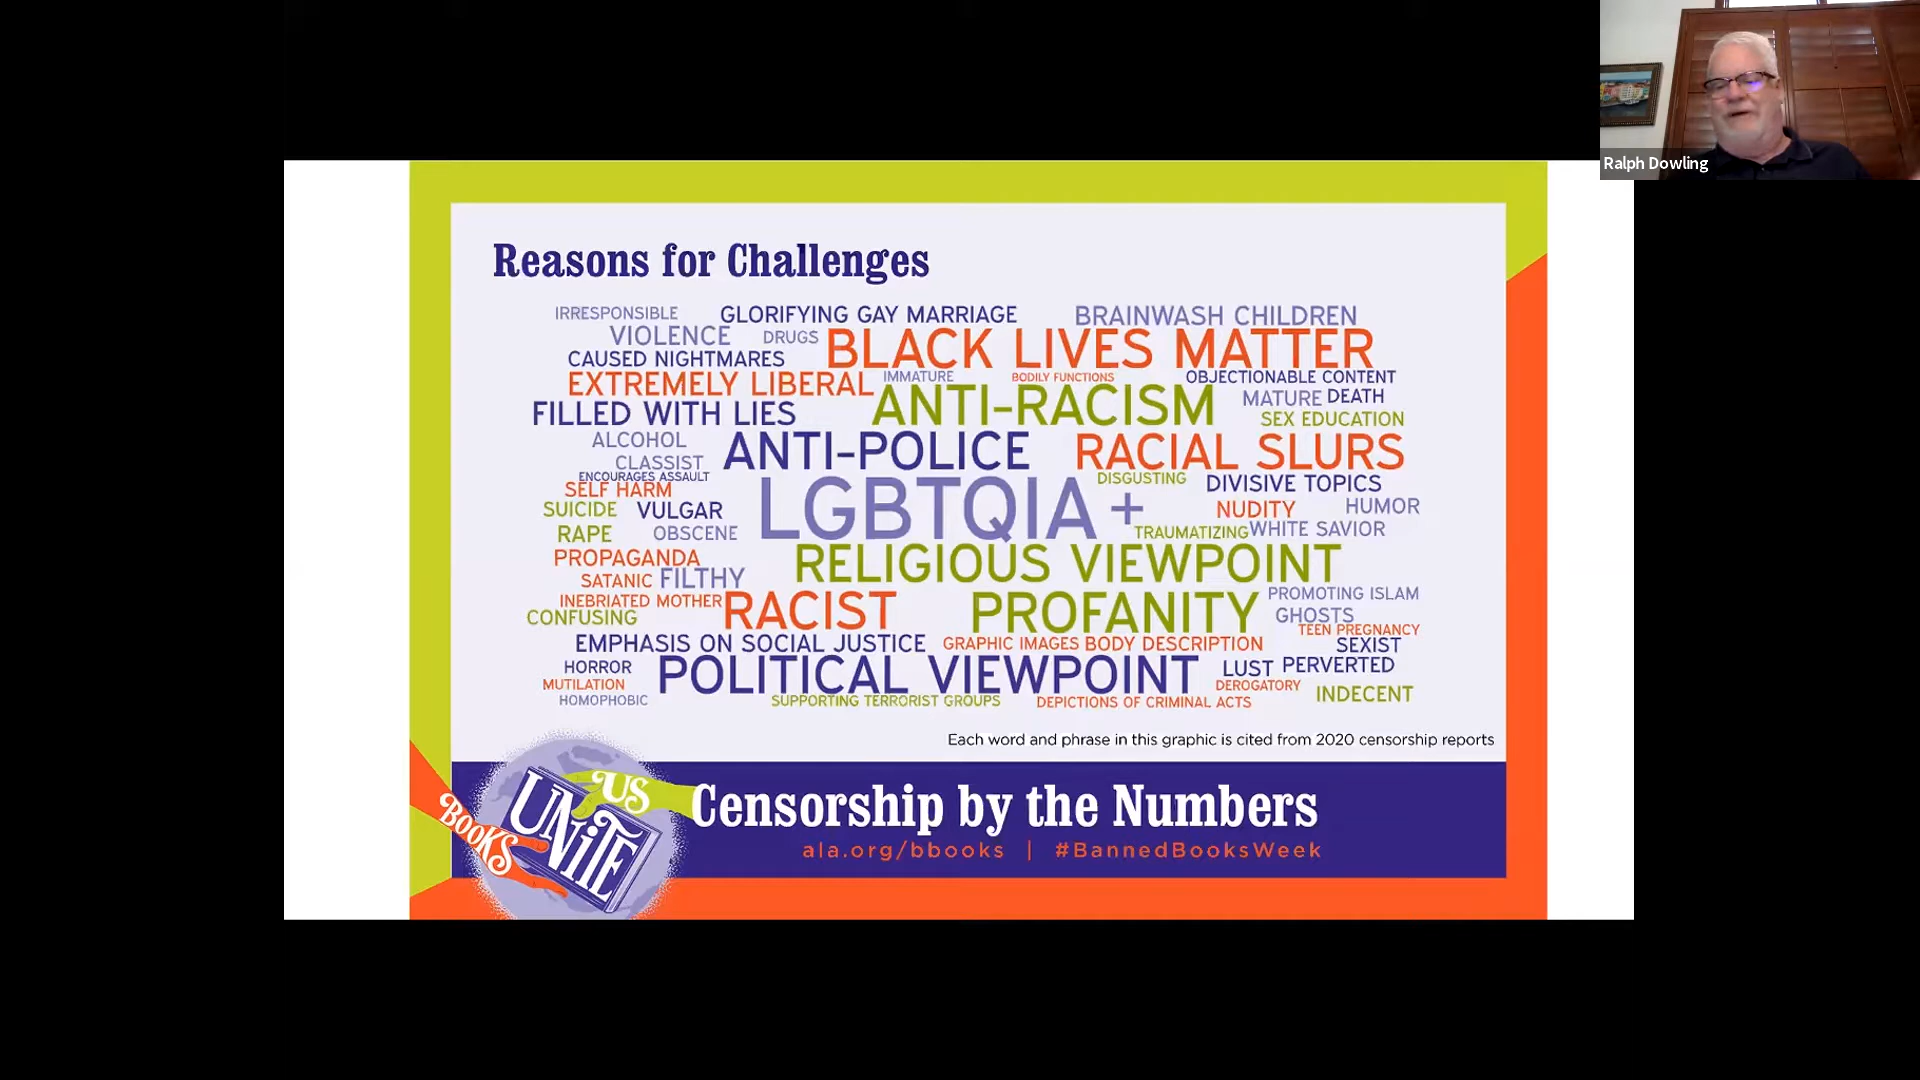 Ralph Dowling
Reasons for Challenges
IRRESPONSIBLE GLORIFYING GAY MARRIAGE BRAINWASH CHILDREN
VIOLENCE DRUGS BLACK LIVES MATTER
CAUSED NIGHTMARES
EXTREMELY LIBERAL IMMATURE BODILY FUNCTIONS OBJECTIONABLE CONTENT
FILLED WITH LIES ANTI-RACISM MATURE DEATH
SEX EDUCATION
ALCOHOL ANTI-POLICE RACIAL SLURS
CLASSIST
ENCOURAGES ASSAULT DISGUSTING DIVISIVE TOPICS
SELF HARM
SUICIDE VULGAR LGBTQIA+ NUDITY HUMOR
RAPE OBSCENE TRAUMATIZING WHITE SAVIOR
PROPAGANDA RELIGIOUS VIEWPOINT
SATANIC FILTHY
INEBRIATED MOTHER RACIST PROFANITY PROMOTING ISLAM
CONFUSING GHOSTS
TEEN PREGNANCY
EMPHASIS ON SOCIAL JUSTICE GRAPHIC IMAGES BODY DESCRIPTION SEXIST
HORROR POLITICAL VIEWPOINT LUST PERVERTED
MUTILATION DEROGATORY INDECENT
HOMOPHOBIC SUPPORTING TERRORIST GROUPS DEPICTIONS OF CRIMINAL ACTS
Each word and phrase in this graphic is cited from 2020 censorship reports
BOOKS UNITE US
Censorship by the Numbers
ala.org/bbooks | #BannedBooksWeek